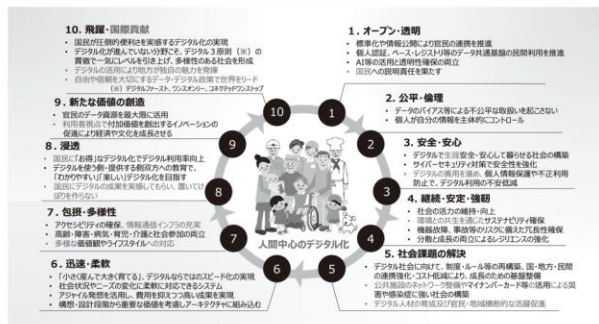 1. オープン・透明
・ 標準化や情報公開により官民の連携を推進
・ 個人認証、ベース・レジストリ等のデータ共通基盤の民間利用を推進
・ AI等の活用と透明性確保の両立
・ 国民への説明責任を果たす
2. 公平・倫理
・ データのバイアス等による不公平な取扱いを起こさない
・ 個人が自分の情報を主体的にコントロール
3. 安全・安心
・ デジタルで生涯安全・安心して暮らせる社会の構築
・ サイバーセキュリティ対策で安全性を強化
・ デジタルの善用を進め、個人情報保護や不正利用
防止で、デジタル利用の不安低減
4. 継続・安定・強靭
・ 社会の活力の維持・向上
・ 環境との共生を通じたサステナビリティ確保
・ 機器故障、事故等のリスクに備えた冗長性確保
・ 分散と成長の両立によるレジリエンスの強化
5. 社会課題の解決
・ デジタル社会に向けて、制度・ルール等の再構築、国・地方・民間
の連携強化・コスト低減により、成長のための基盤整備
・ 公共施設のネットワーク整備やマイナンバーカード等の活用によって災
害や感染症に強い社会の構築
・ デジタル人材の育成及び官民・地域横断的な活躍促進
6. 迅速・柔軟
・ 「小さく産んで大きく育てる」、デジタルならではのスピード化の実現
・ 社会状況やニーズの変化に柔軟に対応できるシステム
・ アジャイル発想を活用し、費用を抑えつつ高い成果を実現
・ 構想・設計段階から重要な価値を考慮しアーキテクチャに組み込む
7. 包摂・多様性
・ アクセシビリティの確保、情報通信インフラの充実
・ 高齢・障害・病気・育児・介護と社会参加の両立
・ 多様な価値観やライフスタイルへの対応
8. 浸透
・ 国民に「お得」なデジタル化でデジタル利用率向上
・ デジタルを使う側・提供する側双方への教育で、
「わかりやすい」「楽しい」デジタル化を目指す
・ 国民にデジタルの成果を実感してもらい、置いてけ
ぼりを作らない
9. 新たな価値の創造
・ 官民のデータ資源を最大限に活用
・ 利用者視点で付加価値を創出するイノベーションの
促進により経済や文化を成長させる
10. 飛躍・国際貢献
・ 国民が圧倒的便利さを実感するデジタル化の実現
・ デジタル化が進んでいない分野こそ、デジタル3原則(※)の
貫徹で一気にレベルを引き上げ、多様性のある社会を形成
・ デジタルの活用により地方が独自の魅力を発揮
・ 自由や信頼を大切にするデータ・デジタル政策で世界をリード
(※)デジタルファースト、ワンスオンリー、コネクテッドワンストップ
10
1
9
2
8
3
7
4
6
5
人間中心のデジタル化